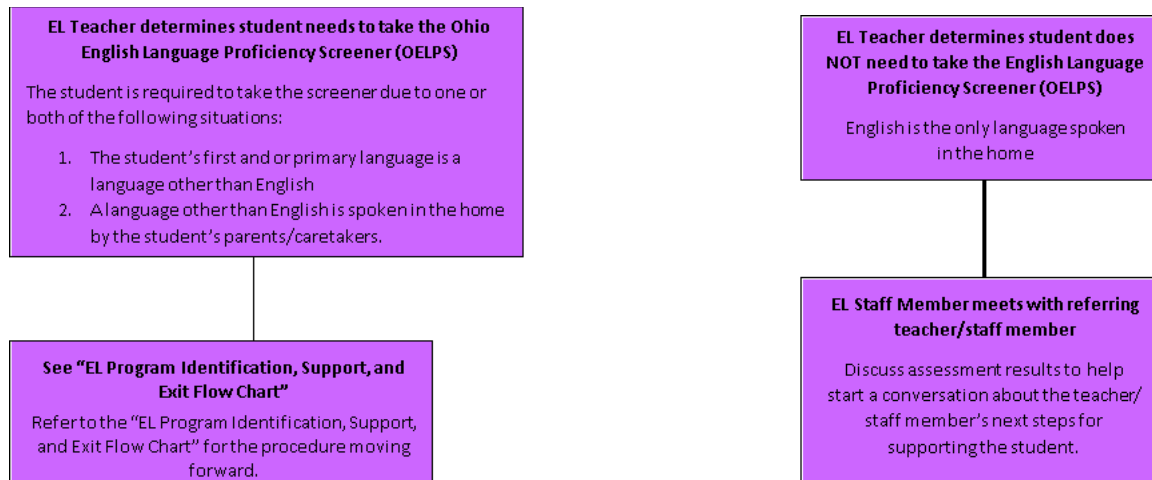 EL Teacher determines student needs to take the Ohio
English Language Proficiency Screener (OELPS)
The student is required to take the screener due to one or
both of the following situations:
1. The student's first and or primary language is a
language other than English
2. A language other than English is spoken in the home
by the student's parents/caretakers.
See "EL Program Identification, Support, and
Exit Flow Chart"
Refer to the "EL Program Identification, Support,
and Exit Flow Chart" for the procedure moving
forward.
EL Teacher determines student does
NOT need to take the English Language
Proficiency Screener (OELPS)
English is the only language spoken
in the home
EL Staff Member meets with referring
teacher/staff member
Discuss assessment results to help
start a conversation about the teacher/
staff member's next steps for
supporting the student.